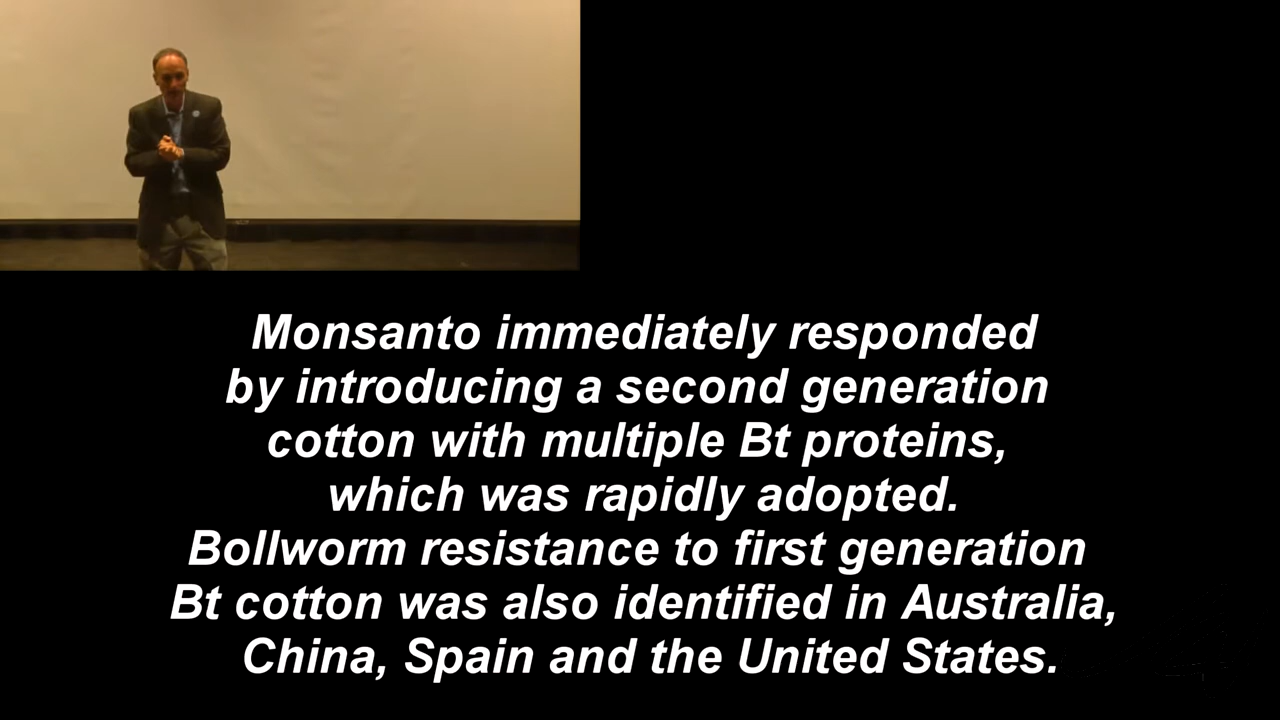 Monsanto immediately responded
by introducing a second generation
cotton with multiple Bt proteins,
which was rapidly adopted.
Bollworm resistance to first generation
Bt cotton was also identified in Australia,
China, Spain and the United States.